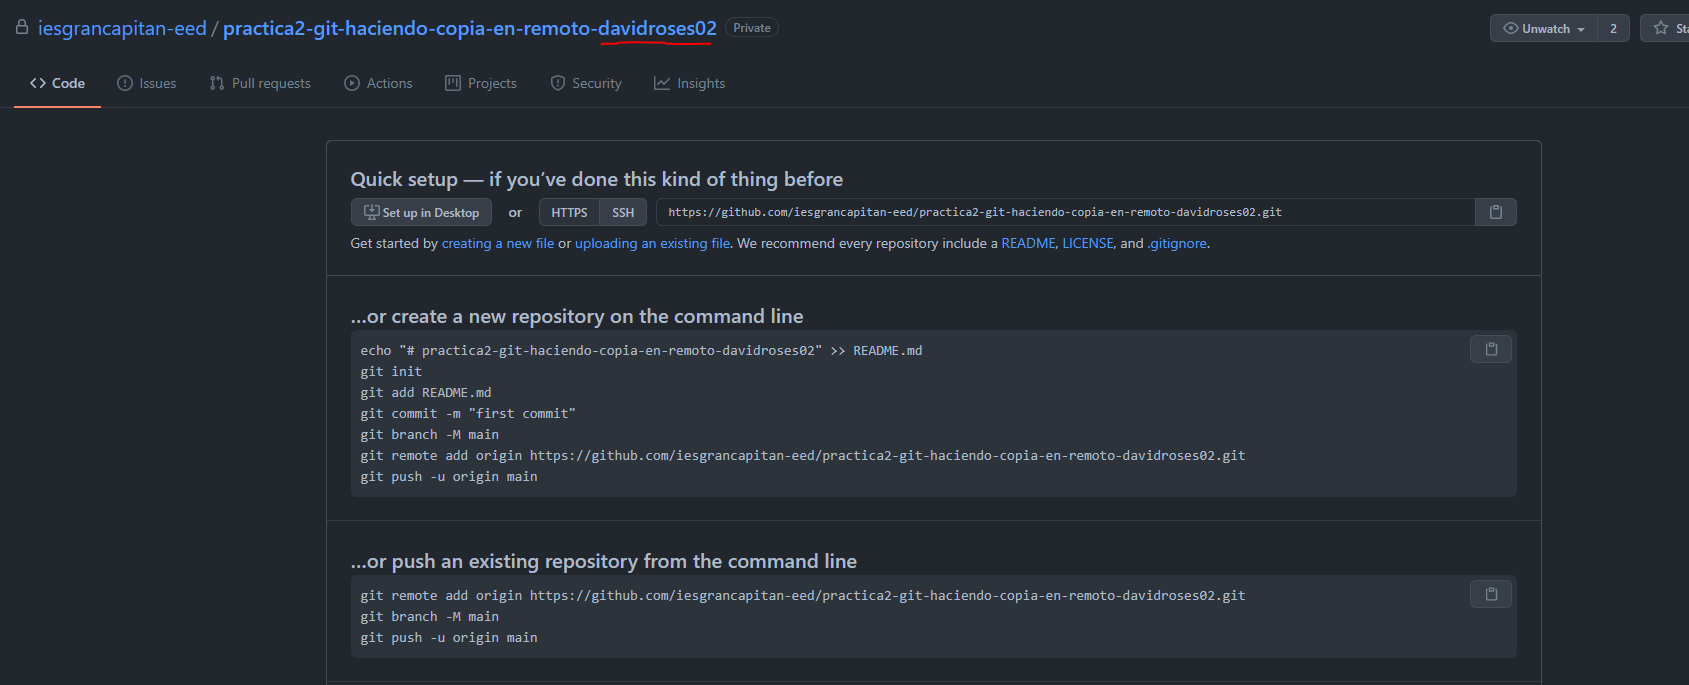 iesgrancapitan-eed / practica2-git-haciendo-copia-en-remoto-davidroses02 Private Unwatch 2
Code Issues Pull requests Actions Projects Security Insights
Quick setup — if you’ve done this kind of thing before
Set up in Desktop or HTTPS SSH https://github.com/iesgrancapitan-eed/practica2-git-haciendo-copia-en-remoto-davidroses02.git
Get started by creating a new file or uploading an existing file. We recommend every repository include a README, LICENSE, and .gitignore.
…or create a new repository on the command line
echo "# practica2-git-haciendo-copia-en-remoto-davidroses02" >> README.md
git init
git add README.md
git commit -m "first commit"
git branch -M main
git remote add origin https://github.com/iesgrancapitan-eed/practica2-git-haciendo-copia-en-remoto-davidroses02.git
git push -u origin main
…or push an existing repository from the command line
git remote add origin https://github.com/iesgrancapitan-eed/practica2-git-haciendo-copia-en-remoto-davidroses02.git
git branch -M main
git push -u origin main